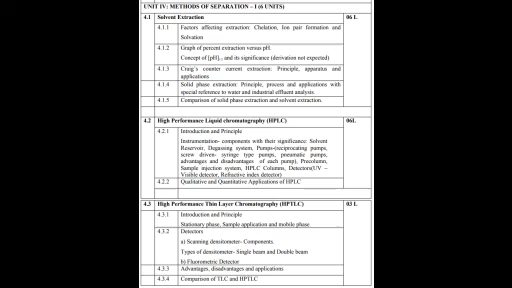 UNIT IV: METHODS OF SEPARATION – I (6 UNITS)
4.1 Solvent Extraction 06 L
4.1.1 Factors affecting extraction: Chelation, Ion pair formation and
Solvation
4.1.2 Graph of percent extraction versus pH.
Concept of [pH]1/2 and its significance (derivation not expected)
4.1.3 Craig's counter current extraction: Principle, apparatus and
applications
4.1.4 Solid phase extraction: Principle, process and applications with
special reference to water and industrial effluent analysis.
4.1.5 Comparison of solid phase extraction and solvent extraction.
4.2 High Performance Liquid chromatography (HPLC) 06L
4.2.1 Introduction and Principle
Instrumentation- components with their significance: Solvent
Reservoir, Degassing system, Pumps-(reciprocating pumps,
screw driven- syringe type pumps, pneumatic pumps,
advantages and disadvantages of each pump), Precolumn,
Sample injection system, HPLC Columns, Detectors(UV –
Visible detector, Refractive index detector)
4.2.2 Qualitative and Quantitative Applications of HPLC
4.3 High Performance Thin Layer Chromatography (HPTLC) 03 L
4.3.1 Introduction and Principle
Stationary phase, Sample application and mobile phase
4.3.2 Detectors
a) Scanning densitometer- Components.
Types of densitometer- Single beam and Double beam
b) Fluorometric Detector
4.3.3 Advantages, disadvantages and applications
4.3.4 Comparison of TLC and HPTLC